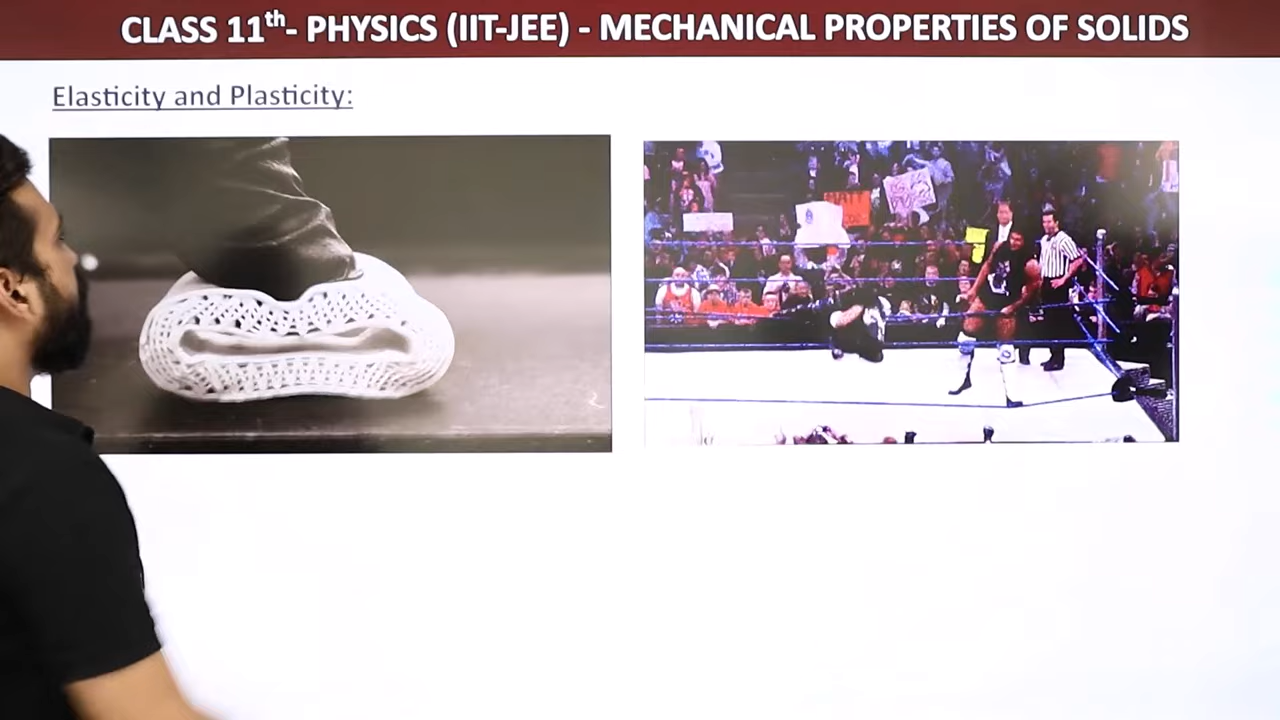 CLASS 11th- PHYSICS (IIT-JEE) - MECHANICAL PROPERTIES OF SOLIDS
Elasticity and Plasticity: